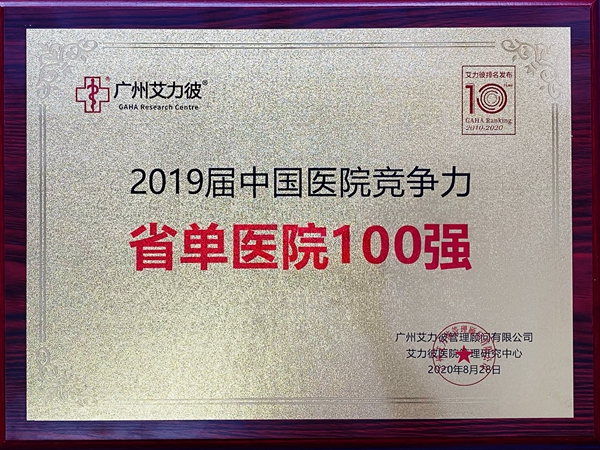 广州艾力彼®
GAHA Research Centre
艾力彼排名发布
10
YEARS
GAHA Ranking
2010-2020
2019届中国医院竞争力
省单医院100强
广州艾力彼管理顾问有限公司
艾力彼医院管理研究中心
2020年8月28日